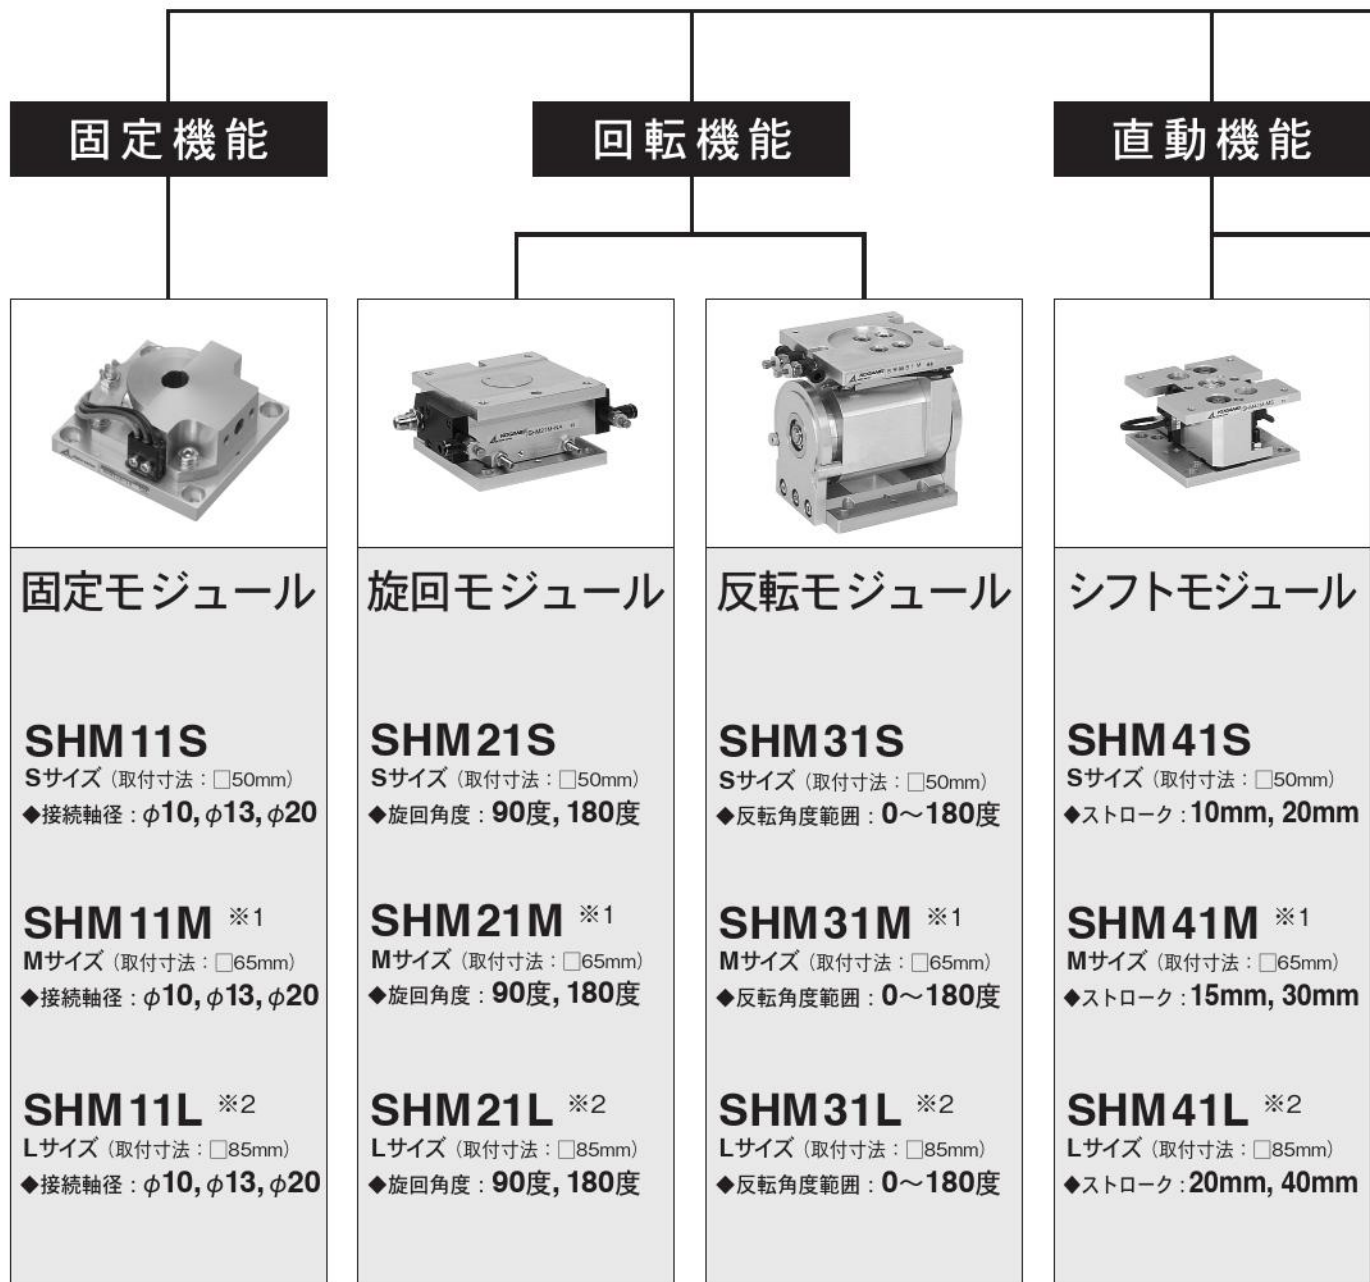 固定機能
回転機能
直動機能
固定モジュール
SHM11S
Sサイズ（取付寸法：□50mm）
◆接続軸径：φ10, φ13, φ20
SHM11M ※1
Mサイズ（取付寸法：□65mm）
◆接続軸径：φ10, φ13, φ20
SHM11L ※2
Lサイズ（取付寸法：□85mm）
◆接続軸径：φ10, φ13, φ20
旋回モジュール
SHM21S
Sサイズ（取付寸法：□50mm）
◆旋回角度：90度, 180度
SHM21M ※1
Mサイズ（取付寸法：□65mm）
◆旋回角度：90度, 180度
SHM21L ※2
Lサイズ（取付寸法：□85mm）
◆旋回角度：90度, 180度
反転モジュール
SHM31S
Sサイズ（取付寸法：□50mm）
◆反転角度範囲：0～180度
SHM31M ※1
Mサイズ（取付寸法：□65mm）
◆反転角度範囲：0～180度
SHM31L ※2
Lサイズ（取付寸法：□85mm）
◆反転角度範囲：0～180度
シフトモジュール
SHM41S
Sサイズ（取付寸法：□50mm）
◆ストローク：10mm, 20mm
SHM41M ※1
Mサイズ（取付寸法：□65mm）
◆ストローク：15mm, 30mm
SHM41L ※2
Lサイズ（取付寸法：□85mm）
◆ストローク：20mm, 40mm